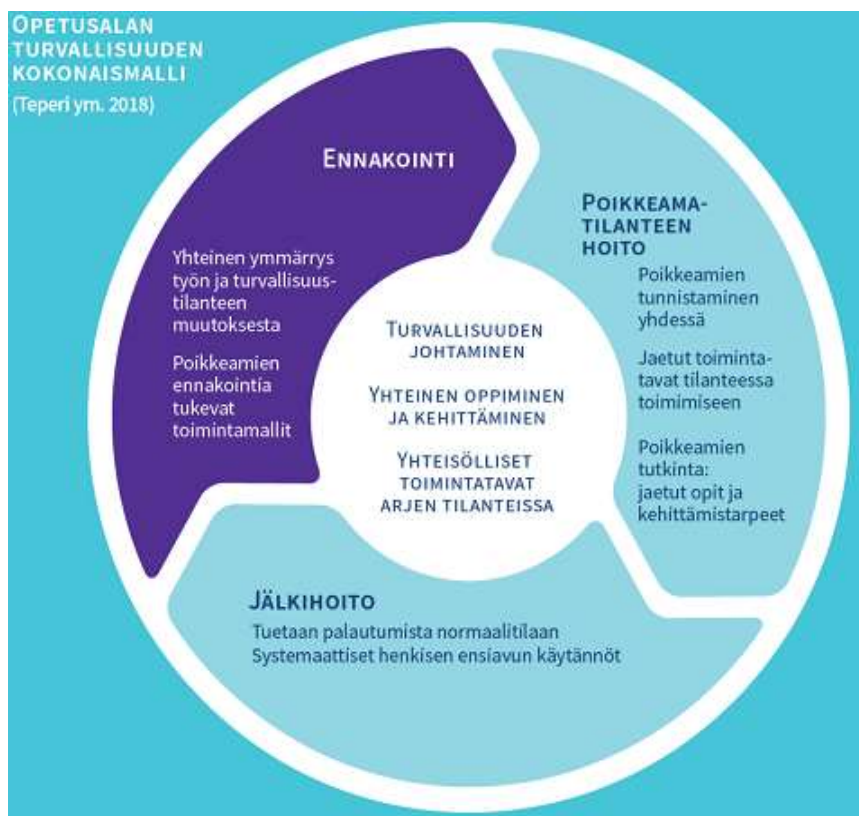 OPETUSALAN
TURVALLISUUDEN
KOKONAISMALLI
(Teperi ym. 2018)
ENNAKOINTI
Yhteinen ymmärrys
työn ja turvallisuus-
tilanteen
muutoksesta
Poikkeamien
ennakointia
tukevat
toimintamallit
POIKKEAMA-
TILANTEEN
HOITO
Poikkeamien
tunnistaminen
yhdessä
Jaetut toiminta-
tavat tilanteessa
toimimiseen
Poikkeamien
tutkinta:
jaetut opit ja
kehittämistarpeet
TURVALLISUUDEN
JOHTAMINEN
YHTEINEN OPPIMINEN
JA KEHITTÄMINEN
YHTEISÖLLISET
TOIMINTATAVAT
ARJEN TILANTEISSA
JÄLKIHOITO
Tuetaan palautumista normaalitilaan
Systemaattiset henkisen ensiavun käytännöt